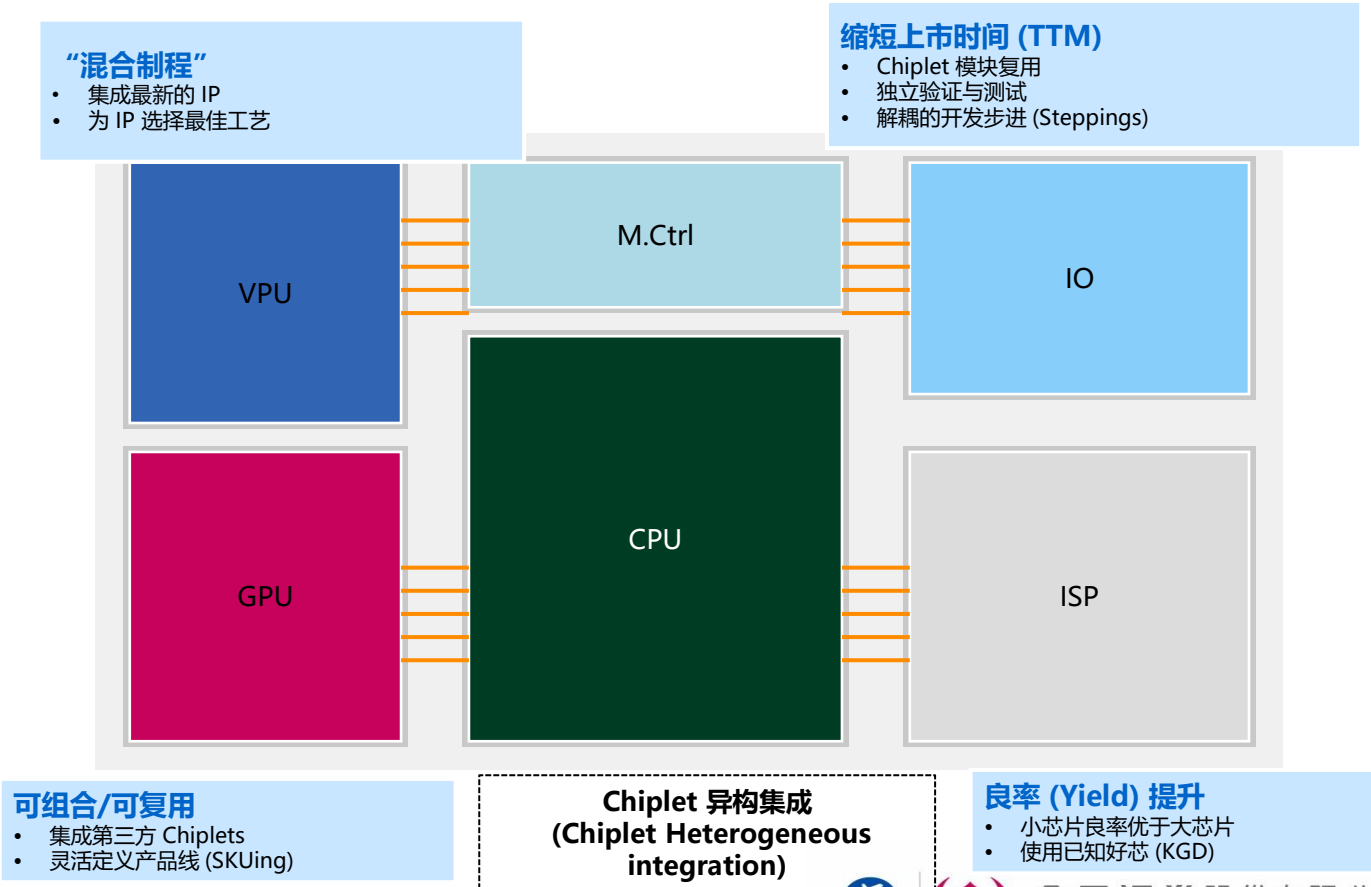 “混合制程”
• 集成最新的 IP
• 为 IP 选择最佳工艺
缩短上市时间 (TTM)
• Chiplet 模块复用
• 独立验证与测试
• 解耦的开发步进 (Steppings)
VPU
M.Ctrl
IO
GPU
CPU
ISP
可组合/可复用
• 集成第三方 Chiplets
• 灵活定义产品线 (SKUing)
Chiplet 异构集成
(Chiplet Heterogeneous
integration)
良率 (Yield) 提升
• 小芯片良率优于大芯片
• 使用已知好芯 (KGD)